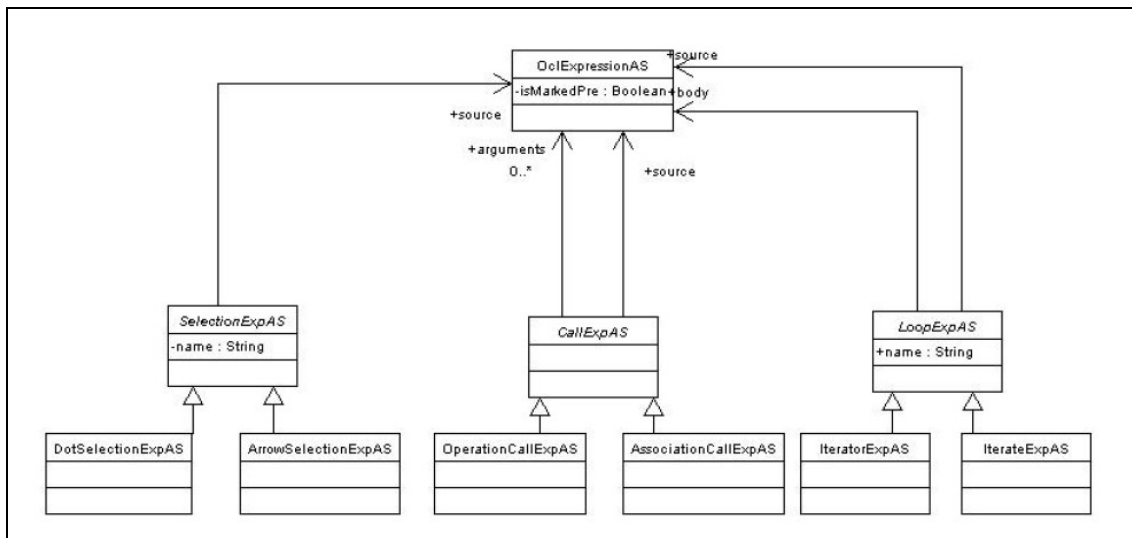 +source
OclExpressionAS
-isMarkedPre : Boolean
+body
+source
+arguments
0..*
+source
SelectionExpAS
-name : String
CallExpAS
LoopExpAS
+name : String
DotSelectionExpAS
ArrowSelectionExpAS
OperationCallExpAS
AssociationCallExpAS
IteratorExpAS
IterateExpAS